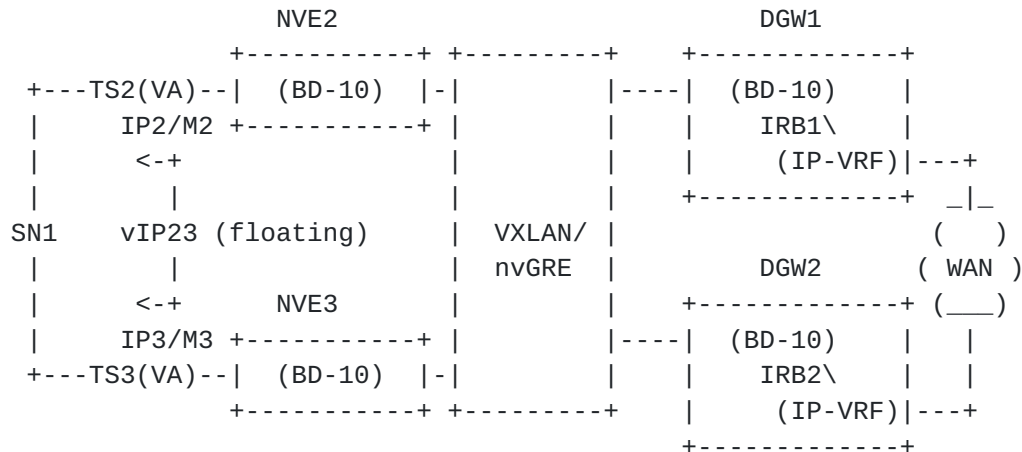 NVE2                           DGW1
             +-----------+ +---------+    +-------------+
 +---TS2(VA)--|  (BD-10)  |-|         |----|  (BD-10)    |
 |     IP2/M2 +-----------+ |         |    |    IRB1\    |
 |      <-+                 |         |    |     (IP-VRF)|---+
 |        |                 |         |    +-------------+  _|_
SN1    vIP23 (floating)     |  VXLAN/ |                    (   )
 |        |                 |  nvGRE  |         DGW2      ( WAN )
 |      <-+      NVE3       |         |    +-------------+ (___)
 |     IP3/M3 +-----------+ |         |----|  (BD-10)    |   |
 +---TS3(VA)--|  (BD-10)  |-|         |    |    IRB2\    |   |
              +-----------+ +---------+    |     (IP-VRF)|---+
                                           +-------------+